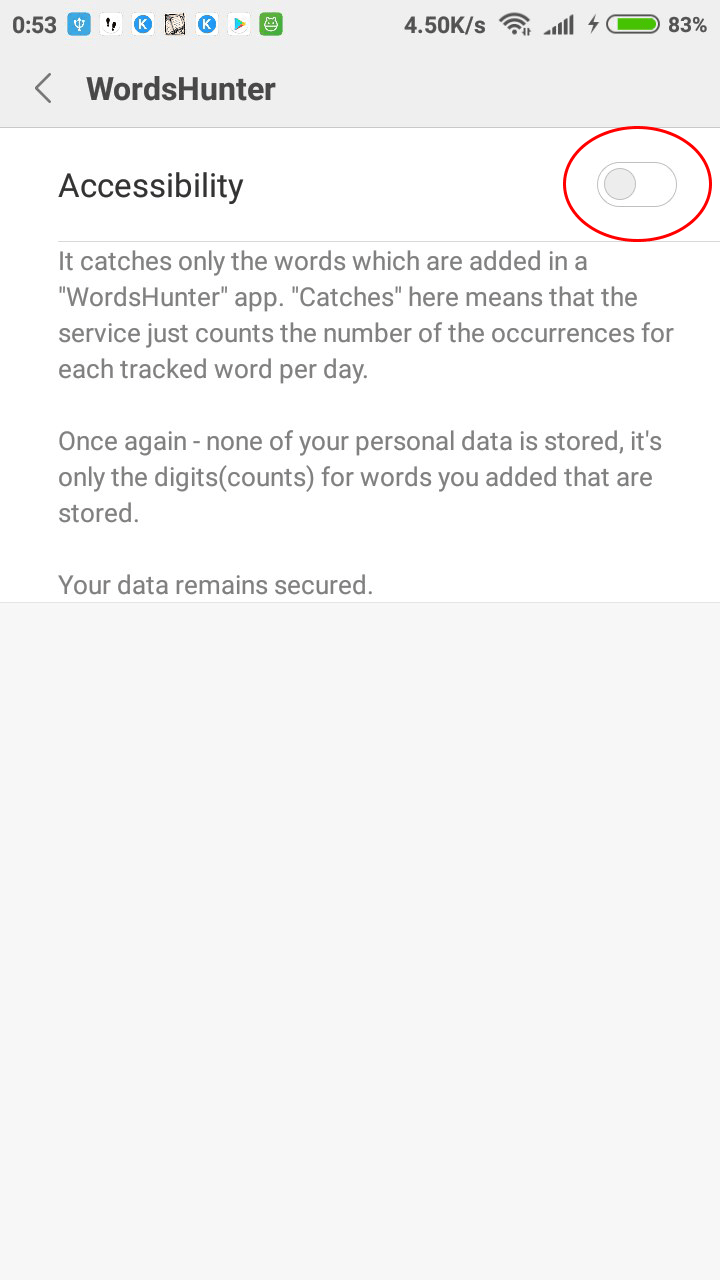 0:53 4.50K/s 83%
WordsHunter
Accessibility
It catches only the words which are added in a
"WordsHunter" app. "Catches" here means that the
service just counts the number of the occurrences for
each tracked word per day.
Once again - none of your personal data is stored, it's
only the digits(counts) for words you added that are
stored.
Your data remains secured.